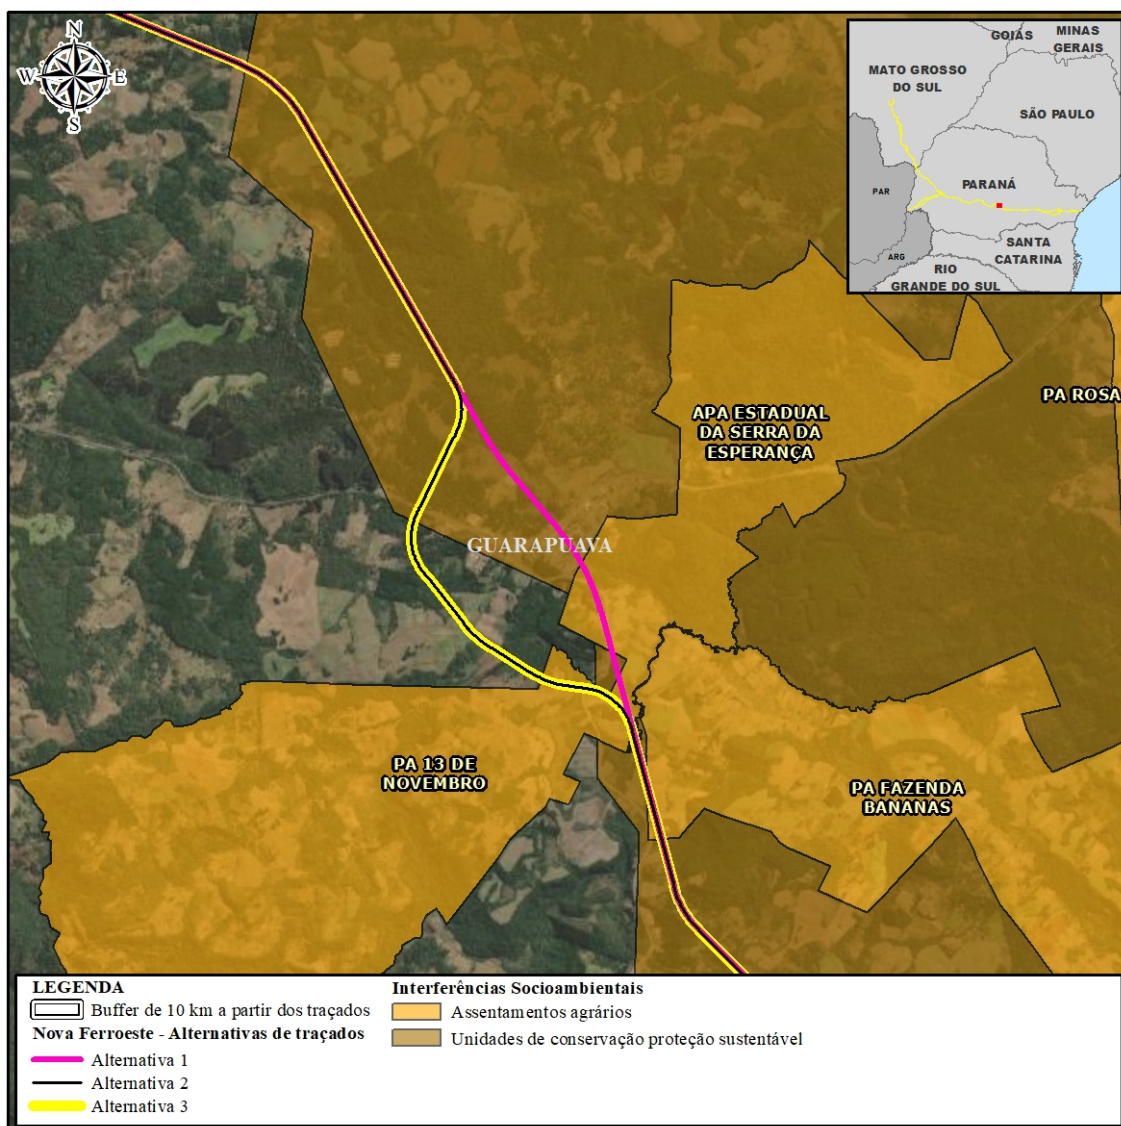 N
W
E
S
GOIÁS
MINAS
GERAIS
MATO GROSSO
DO SUL
SÃO PAULO
PAR
PARANÁ
ARG
SANTA
CATARINA
RIO
GRANDE DO SUL
PA ROSA
APA ESTADUAL
DA SERRA DA
ESPERANÇA
GUARAPUAVA
PA 13 DE
NOVEMBRO
PA FAZENDA
BANANAS
LEGENDA
Buffer de 10 km a partir dos traçados
Nova Ferroeste - Alternativas de traçados
Alternativa 1
Alternativa 2
Alternativa 3
Interferências Socioambientais
Assentamentos agrários
Unidades de conservação proteção sustentável